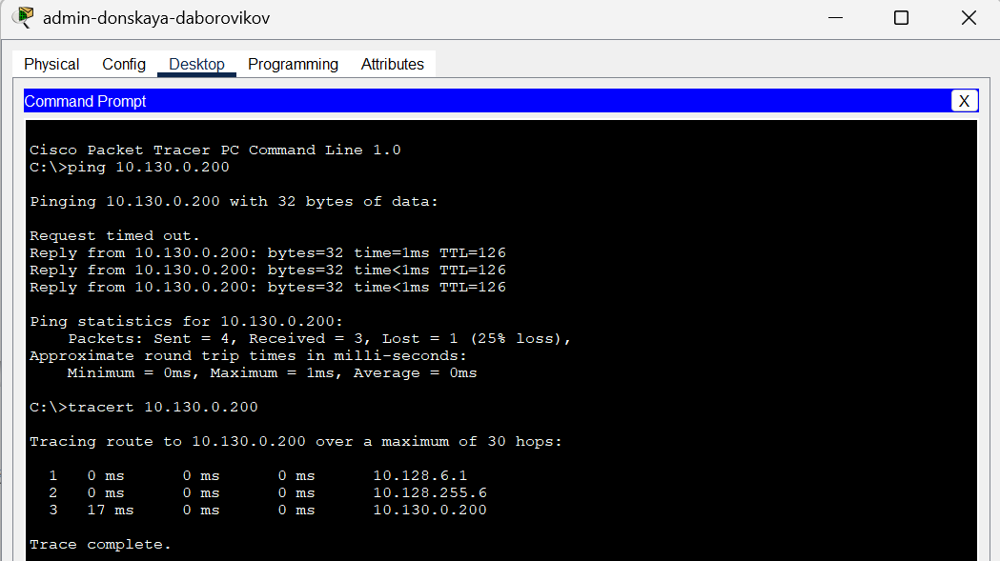 admin-donskaya-daborovikov
Physical Config Desktop Programming Attributes
Command Prompt X
Cisco Packet Tracer PC Command Line 1.0
C:\>ping 10.130.0.200
Pinging 10.130.0.200 with 32 bytes of data:
Request timed out.
Reply from 10.130.0.200: bytes=32 time=1ms TTL=126
Reply from 10.130.0.200: bytes=32 time<1ms TTL=126
Reply from 10.130.0.200: bytes=32 time<1ms TTL=126
Ping statistics for 10.130.0.200:
    Packets: Sent = 4, Received = 3, Lost = 1 (25% loss),
Approximate round trip times in milli-seconds:
    Minimum = 0ms, Maximum = 1ms, Average = 0ms
C:\>tracert 10.130.0.200
Tracing route to 10.130.0.200 over a maximum of 30 hops:
  1   0 ms      0 ms      0 ms      10.128.6.1
  2   0 ms      0 ms      0 ms      10.128.255.6
  3   17 ms     0 ms      0 ms      10.130.0.200
Trace complete.